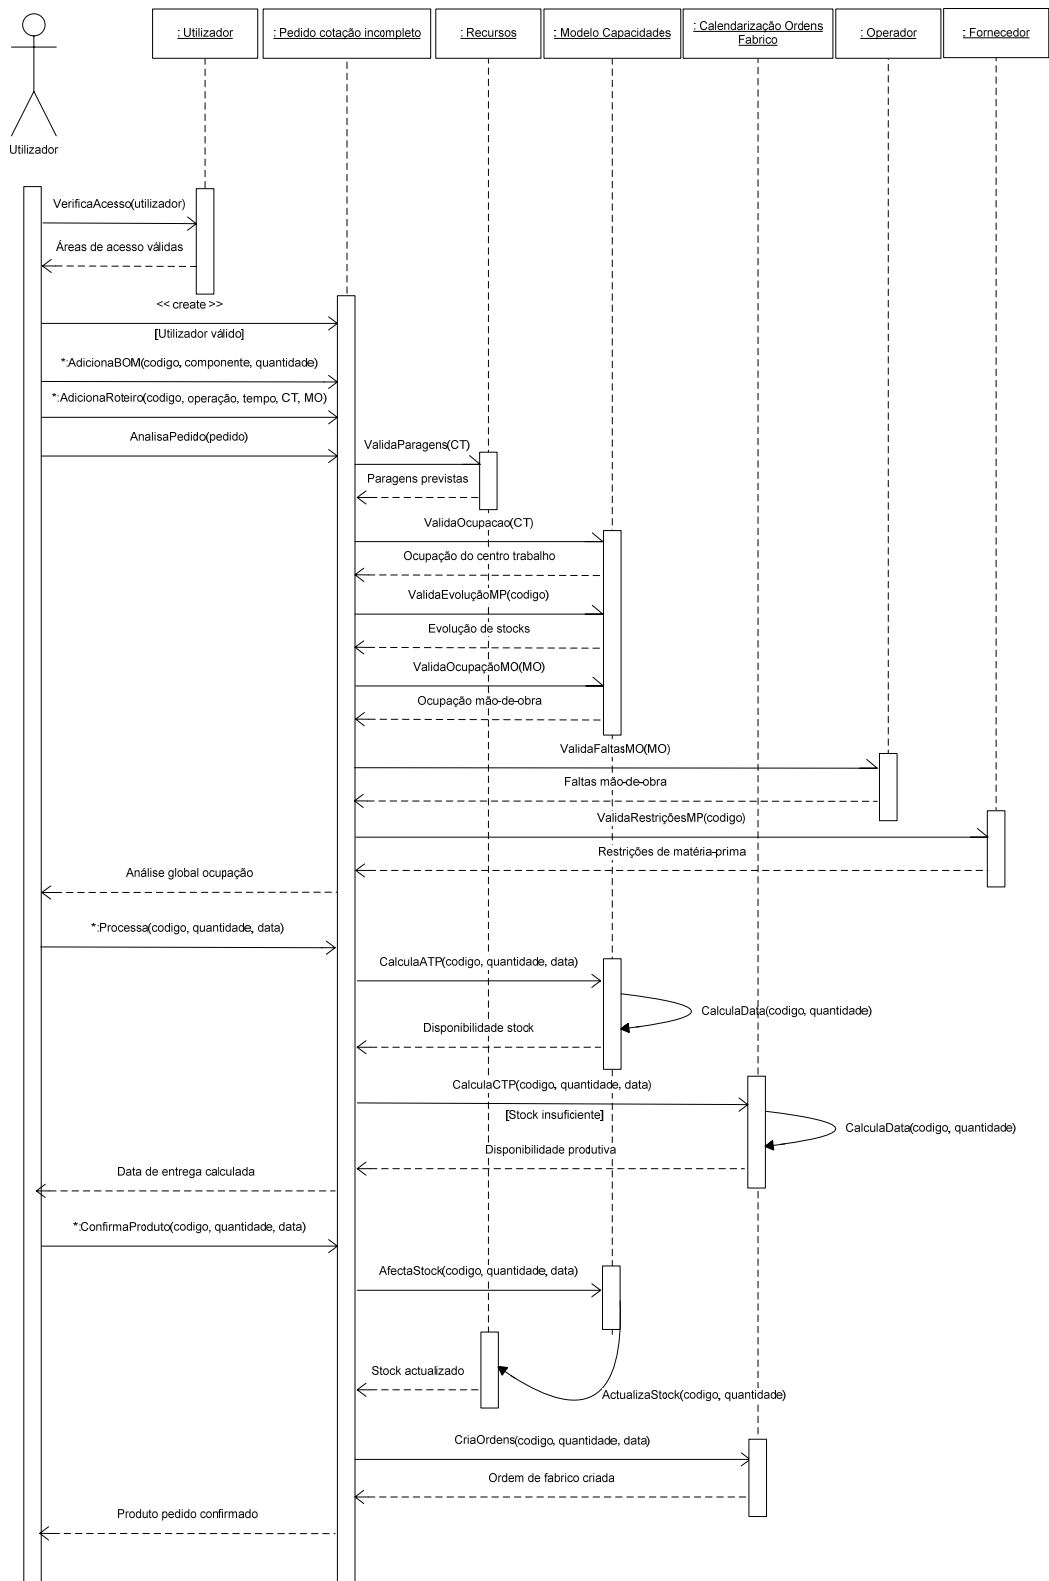 : Utilizador
: Pedido cotação incompleto
: Recursos
: Modelo Capacidades
: Calendarização Ordens
Fabrico
: Operador
: Fornecedor
Utilizador
VerificaAcesso(utilizador)
Áreas de acesso válidas
<< create >>
[Utilizador válido]
*:AdicionaBOM(codigo, componente, quantidade)
*:AdicionaRoteiro(codigo, operação, tempo, CT, MO)
AnalisaPedido(pedido)
ValidaParagens(CT)
Paragens previstas
ValidaOcupacao(CT)
Ocupação do centro trabalho
ValidaEvoluçãoMP(codigo)
Evolução de stocks
ValidaOcupaçãoMO(MO)
Ocupação mão-de-obra
ValidaFaltasMO(MO)
Faltas mão-de-obra
ValidaRestriçõesMP(codigo)
Restrições de matéria-prima
Análise global ocupação
*:Processa(codigo, quantidade, data)
CalculaATP(codigo, quantidade, data)
CalculaData(codigo, quantidade)
Disponibilidade stock
CalculaCTP(codigo, quantidade, data)
[Stock insuficiente]
CalculaData(codigo, quantidade)
Disponibilidade produtiva
Data de entrega calculada
*:ConfirmaProduto(codigo, quantidade, data)
AfectaStock(codigo, quantidade, data)
Stock actualizado
ActualizaStock(codigo, quantidade)
CriaOrdens(codigo, quantidade, data)
Ordem de fabrico criada
Produto pedido confirmado